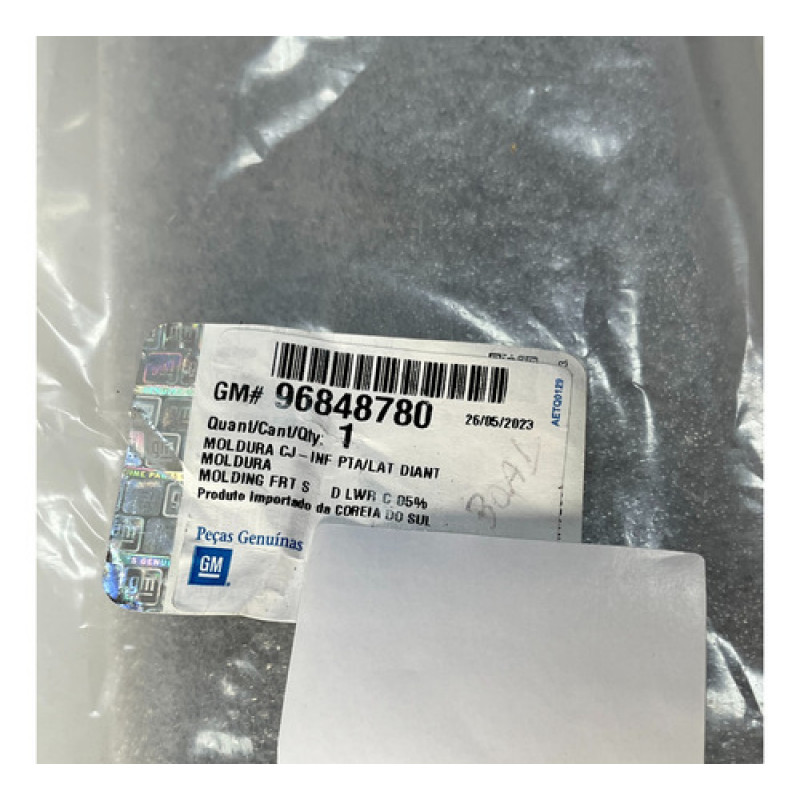 GM# 96848780
26/05/2023
AETQ0129
Quant/Cant/Qty: 1
MOLDURA CJ-INF PTA/LAT DIANT
MOLDURA
MOLDING FRT S D LWR C 05%
Produto Importado da COREIA DO SUL
Peças Genuínas
GM